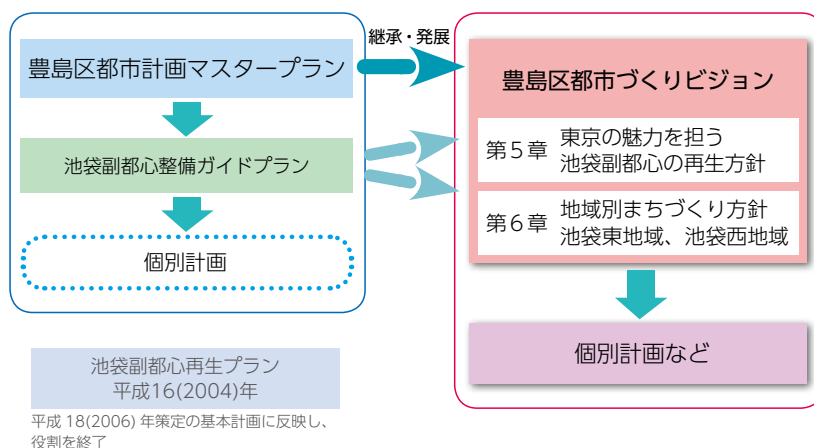 継承・発展
豊島区都市計画マスタープラン
池袋副都心整備ガイドプラン
個別計画
池袋副都心再生プラン
平成16(2004)年
平成 18(2006) 年策定の基本計画に反映し、
役割を終了
豊島区都市づくりビジョン
第5章 東京の魅力を担う
池袋副都心の再生方針
第6章 地域別まちづくり方針
池袋東地域、池袋西地域
個別計画など